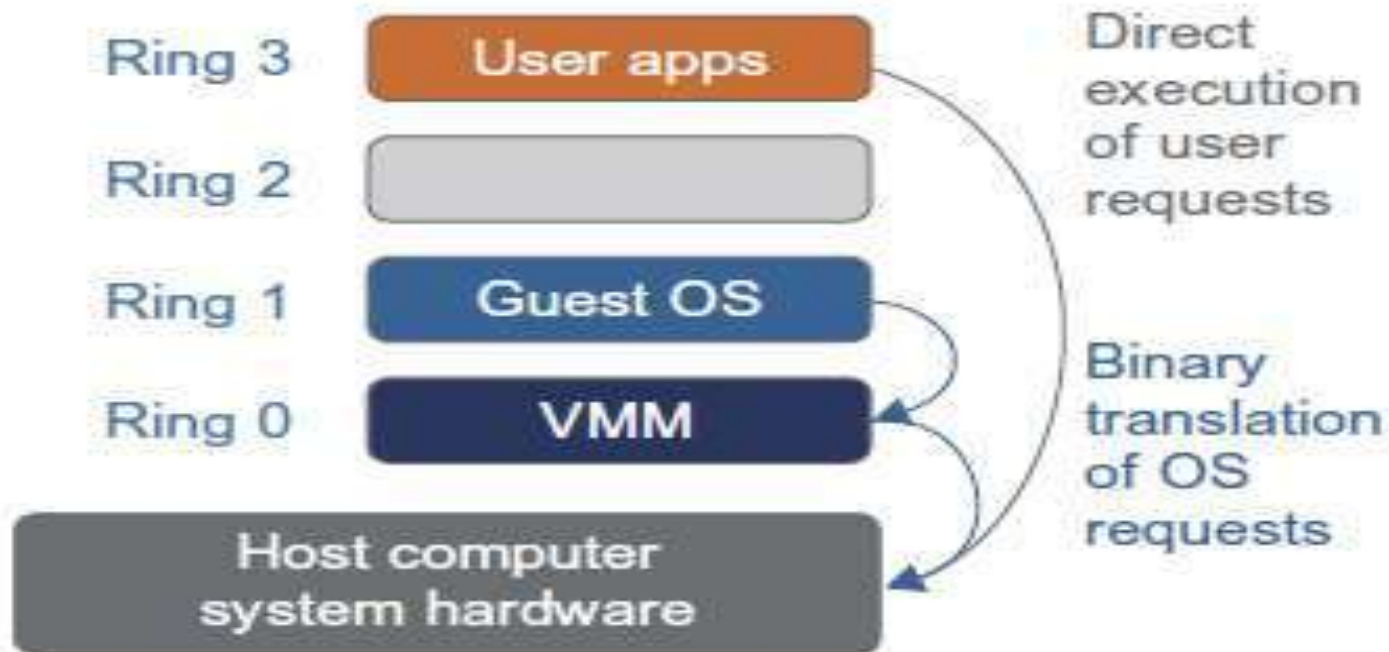 Ring 3
User apps
Direct
execution
of user
requests
Ring 2
Ring 1
Guest OS
Binary
translation
of OS
requests
Ring 0
VMM
Host computer
system hardware